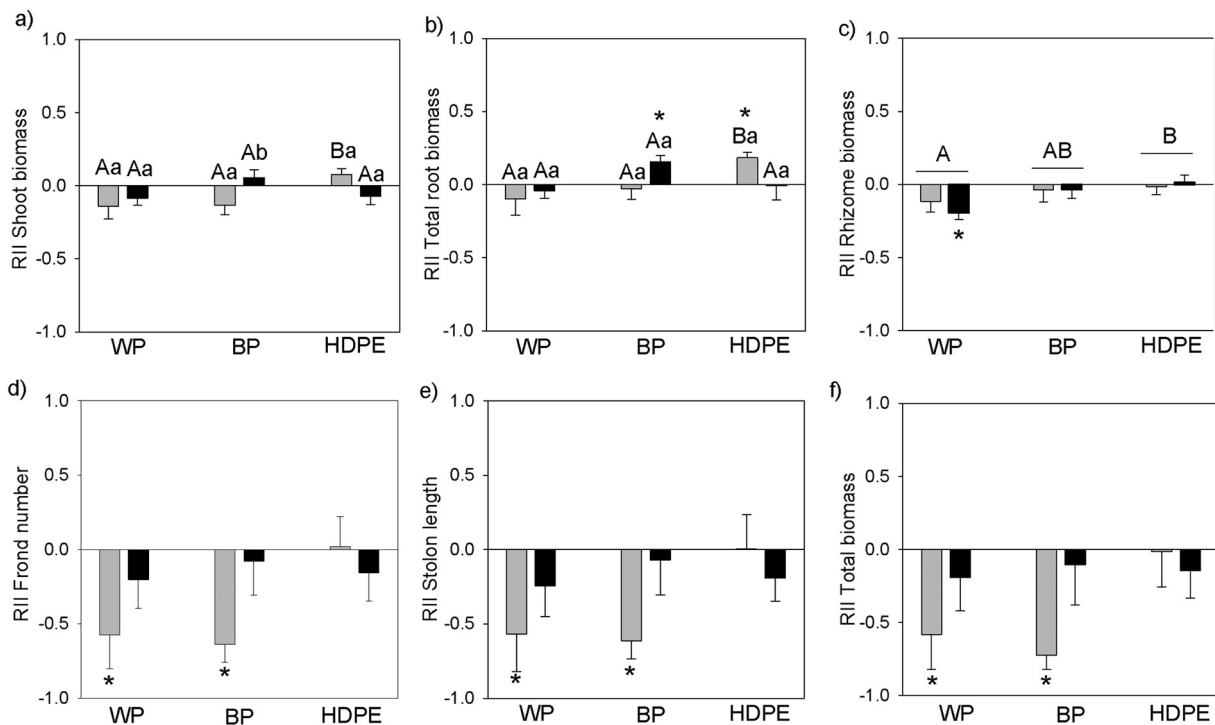 a)
RII Shoot biomass
1.0
0.5
0.0
-0.5
-1.0
Aa Aa Aa Ab Ba Aa
WP BP HDPE
b)
RII Total root biomass
1.0
0.5
0.0
-0.5
-1.0
* *
Aa Aa Aa Aa Ba Aa
WP BP HDPE
c)
RII Rhizome biomass
1.0
0.5
0.0
-0.5
-1.0
A AB B
*
WP BP HDPE
d)
RII Frond number
1.0
0.5
0.0
-0.5
-1.0
* *
WP BP HDPE
e)
RII Stolon length
1.0
0.5
0.0
-0.5
-1.0
* *
WP BP HDPE
f)
RII Total biomass
1.0
0.5
0.0
-0.5
-1.0
* *
WP BP HDPE